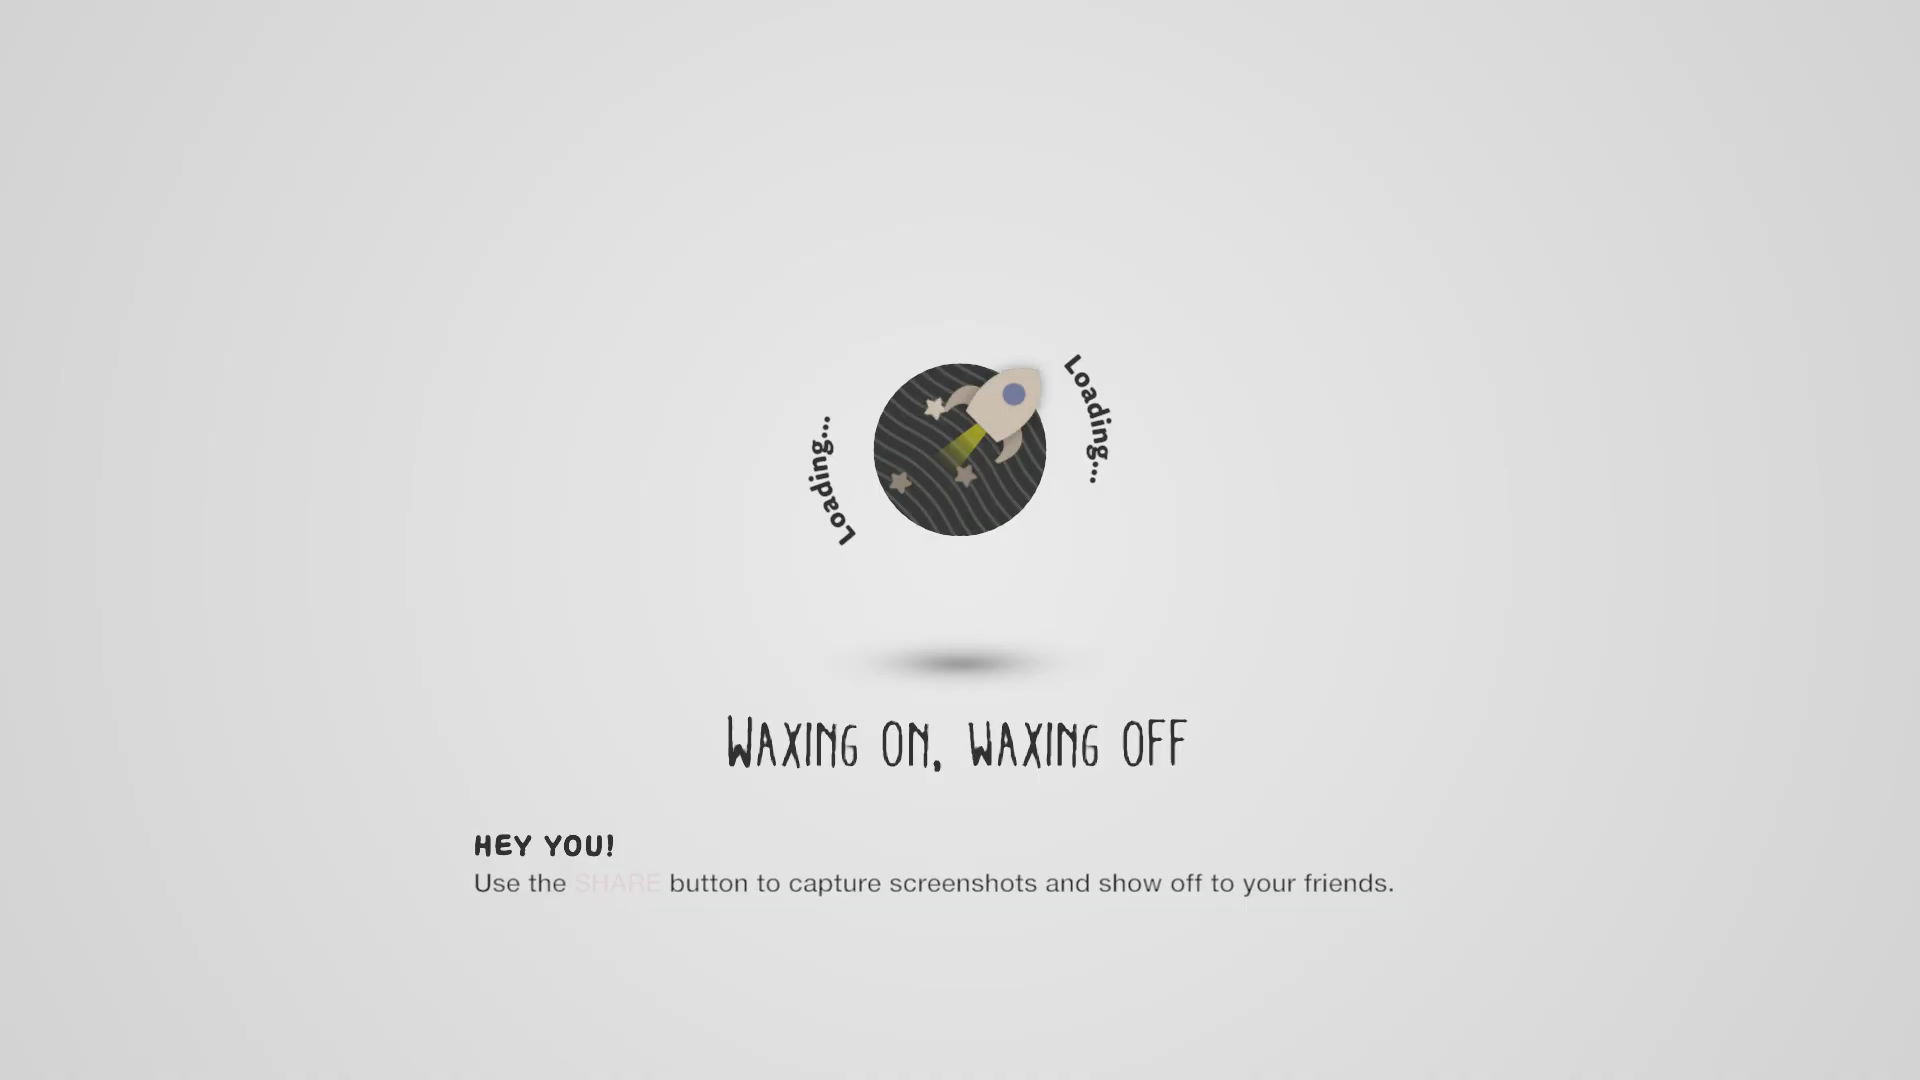 Loading...
Loading...
WAXING ON, WAXING OFF
HEY YOU!
Use the SHARE button to capture screenshots and show off to your friends.